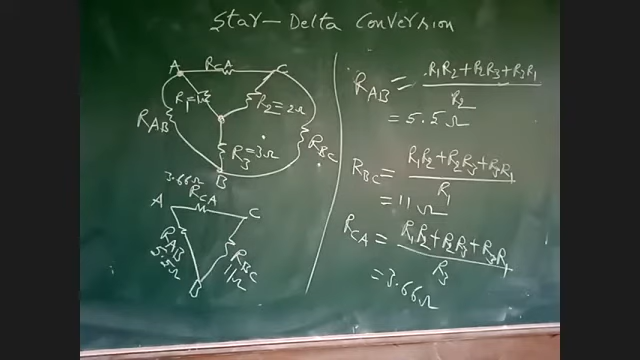 Star-Delta Conversion
A
RCA
C
R1=1Ω
R2=2Ω
RAB
R3=3Ω
RBC
B
3.66Ω
RCA
A
C
RAB
5.5Ω
RBC
11Ω
B
RAB = R1R2+R2R3+R3R1
R2
=5.5Ω
RBC = R1R2+R2R3+R3R1
R1
=11Ω
RCA = R1R2+R2R3+R3R1
R3
=3.66Ω